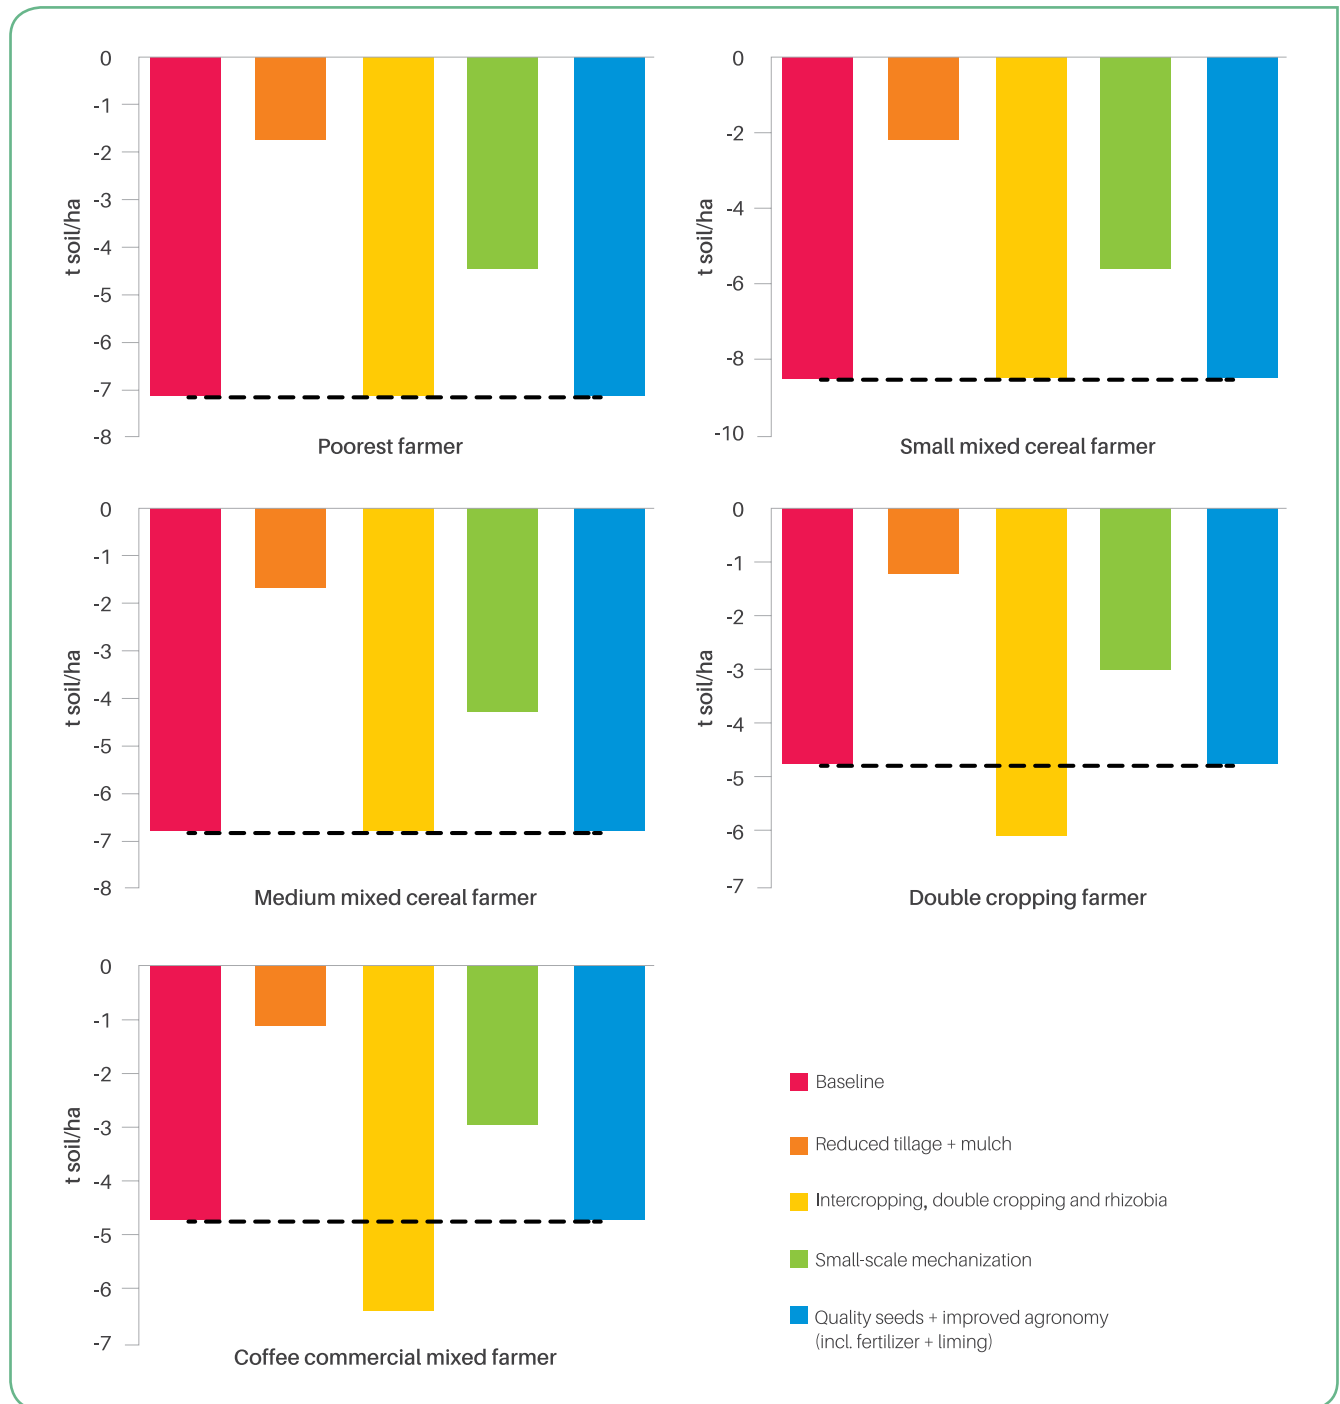 0
-1
-2
-3
-4
-5
-6
-7
-8
t soil/ha
Poorest farmer
0
-2
-4
-6
-8
-10
t soil/ha
Small mixed cereal farmer
0
-1
-2
-3
-4
-5
-6
-7
-8
t soil/ha
Medium mixed cereal farmer
0
-1
-2
-3
-4
-5
-6
-7
t soil/ha
Double cropping farmer
0
-1
-2
-3
-4
-5
-6
-7
t soil/ha
Coffee commercial mixed farmer
Baseline
Reduced tillage + mulch
Intercropping, double cropping and rhizobia
Small-scale mechanization
Quality seeds + improved agronomy
(incl. fertilizer + liming)